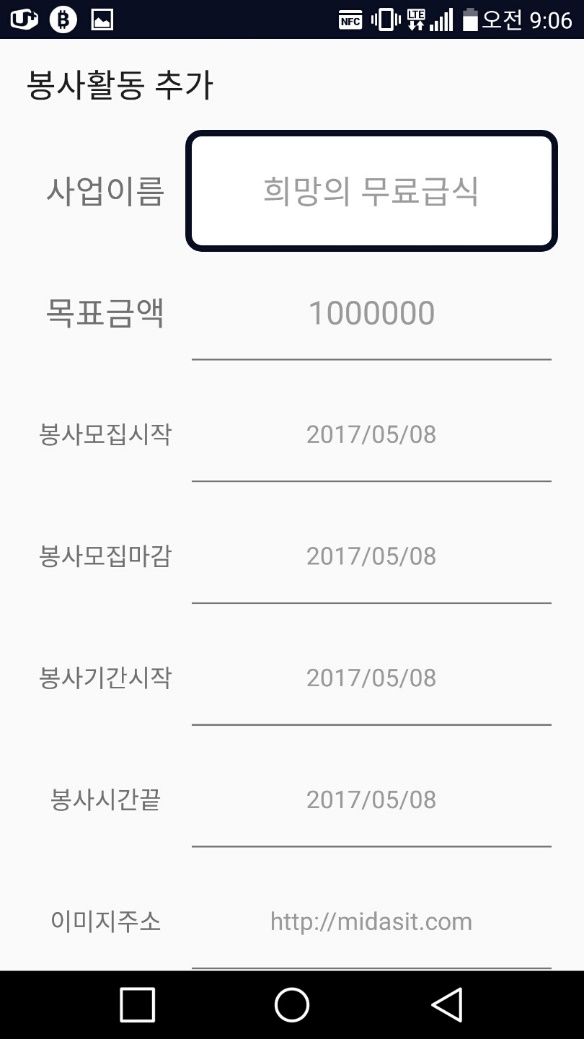 NFC LTE 오전 9:06
봉사활동 추가
사업이름 희망의 무료급식
목표금액 1000000
봉사모집시작 2017/05/08
봉사모집마감 2017/05/08
봉사기간시작 2017/05/08
봉사시간끝 2017/05/08
이미지주소 http://midasit.com